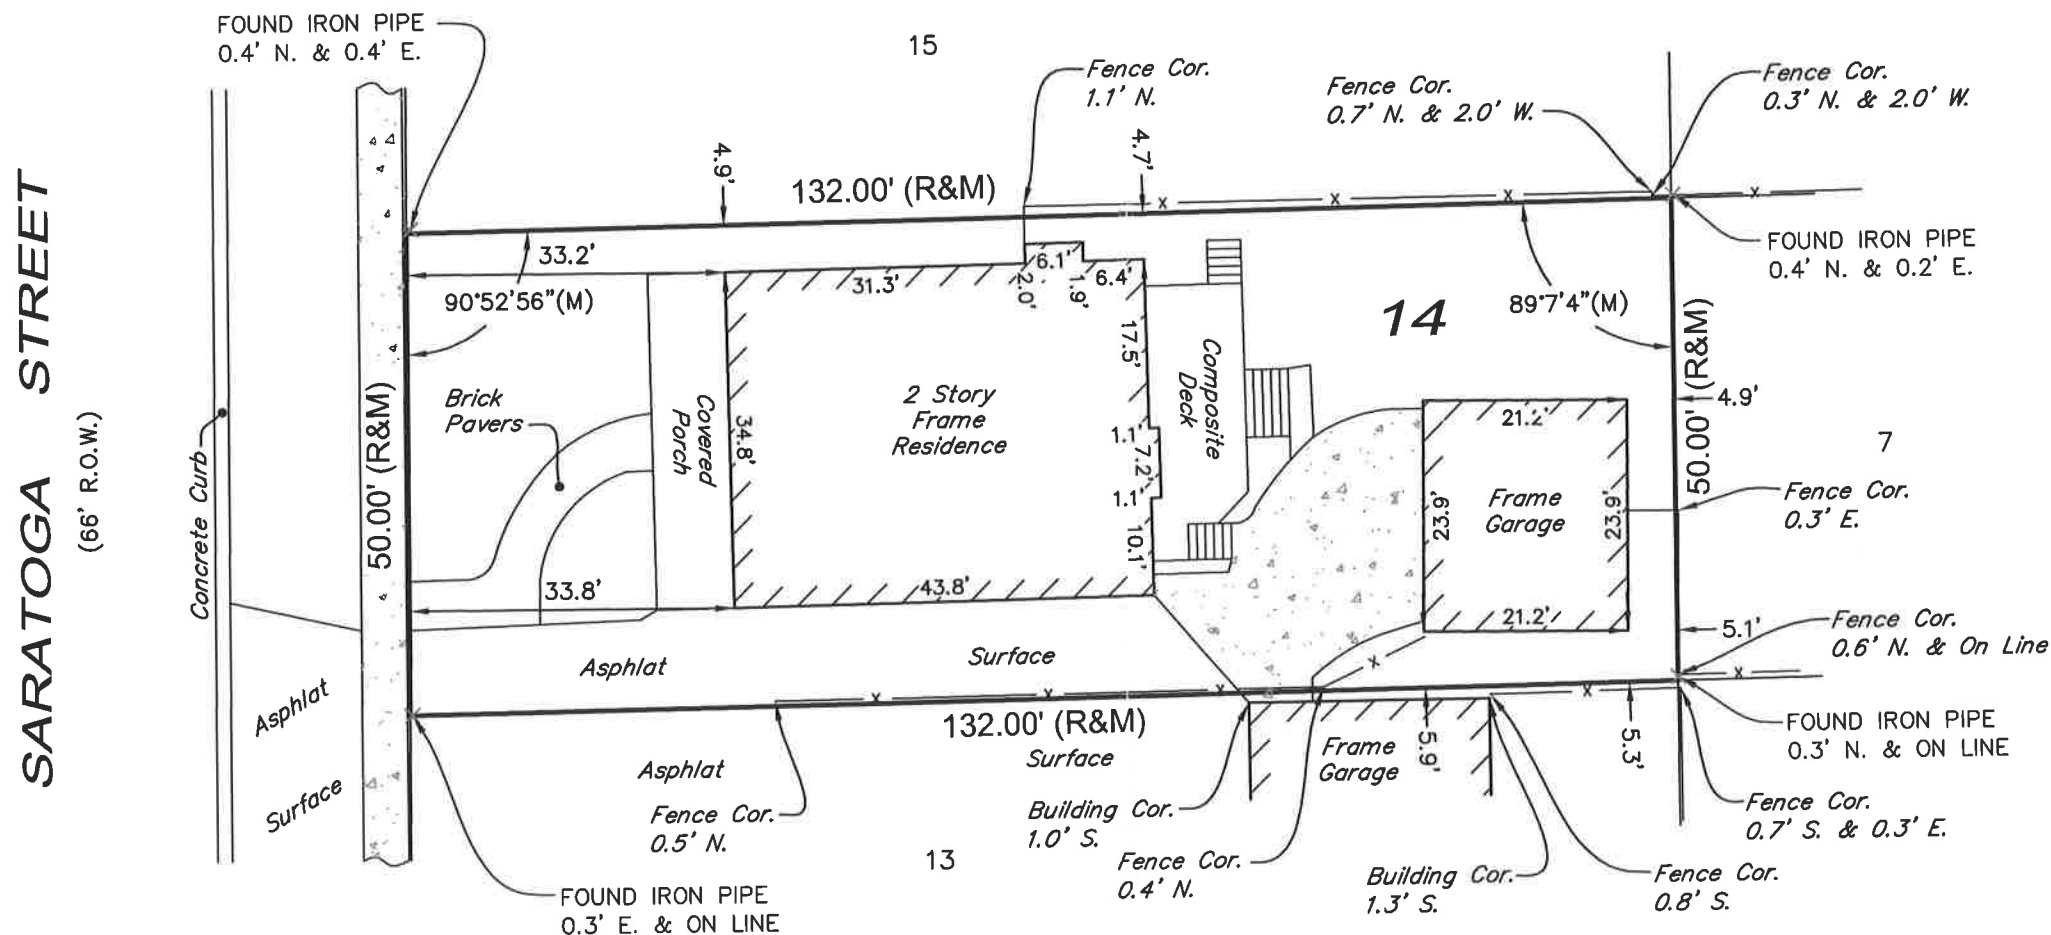 FOUND IRON PIPE
0.4' N. & 0.4' E.
15
Fence Cor.
1.1' N.
Fence Cor.
0.7' N. & 2.0' W.
Fence Cor.
0.3' N. & 2.0' W.
4.9'
4.7'
132.00' (R&M)
FOUND IRON PIPE
0.4' N. & 0.2' E.
33.2'
90°52'56"(M)
31.3'
6.1'
2.0'
1.9'
6.4'
14
89°7'4"(M)
SARATOGA STREET
(66' R.O.W.)
Concrete Curb
50.00' (R&M)
Brick
Pavers
Covered
Porch
34.8'
2 Story
Frame
Residence
17.5'
1.1'
7.2'
1.1'
10.1'
Composite
Deck
21.2'
23.9'
Frame
Garage
23.9'
21.2'
50.00' (R&M)
4.9'
7
Fence Cor.
0.3' E.
5.1'
Fence Cor.
0.6' N. & On Line
33.8'
43.8'
Asphlat
Surface
Asphlat
Surface
132.00' (R&M)
Asphlat
Surface
Frame
Garage
5.9'
5.3'
FOUND IRON PIPE
0.3' N. & ON LINE
Fence Cor.
0.7' S. & 0.3' E.
Fence Cor.
0.5' N.
Building Cor.
1.0' S.
13
Fence Cor.
0.4' N.
Building Cor.
1.3' S.
Fence Cor.
0.8' S.
FOUND IRON PIPE
0.3' E. & ON LINE